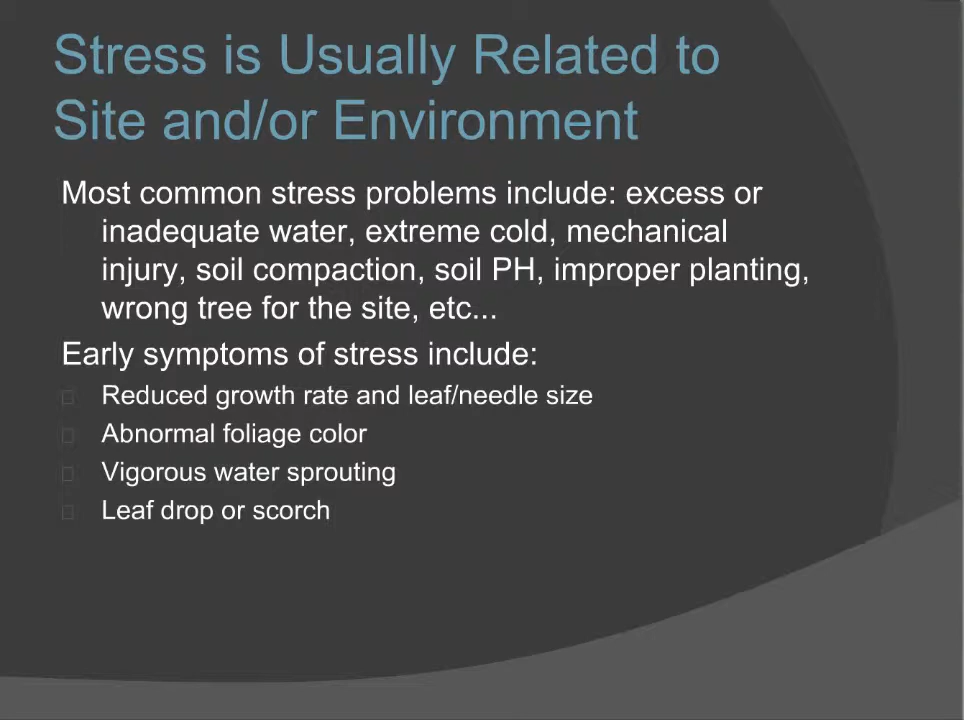 Stress is Usually Related to
Site and/or Environment
Most common stress problems include: excess or
inadequate water, extreme cold, mechanical
injury, soil compaction, soil PH, improper planting,
wrong tree for the site, etc...
Early symptoms of stress include:
Reduced growth rate and leaf/needle size
Abnormal foliage color
Vigorous water sprouting
Leaf drop or scorch